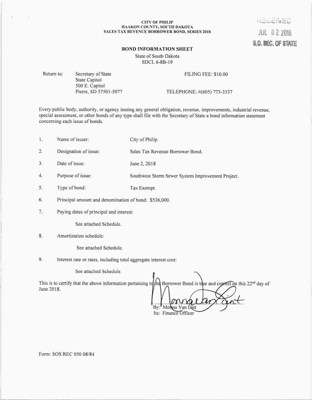 CITY OF PHILIP
HAAKON COUNTY, SOUTH DAKOTA
SALES TAX REVENUE BORROWER BOND, SERIES 2018
RECEIVED
JUL 02 2018
S.D. SEC. OF STATE
BOND INFORMATION SHEET
State of South Dakota
SDCL 6-8B-19
Return to: Secretary of State FILING FEE: $10.00
State Capitol
500 E. Capitol
Pierre, SD 57501-5077 TELEPHONE: #(605) 773-3537
Every public body, authority, or agency issuing any general obligation, revenue, improvements, industrial revenue,
special assessment, or other bonds of any type shall file with the Secretary of State a bond information statement
concerning each issue of bonds.
1. Name of issuer: City of Philip.
2. Designation of issue: Sales Tax Revenue Borrower Bond.
3. Date of issue: June 2, 2018
4. Purpose of issue: Southwest Storm Sewer System Improvement Project.
5. Type of bond: Tax Exempt.
6. Principal amount and denomination of bond: $536,000.
7. Paying dates of principal and interest:
See attached Schedule.
8. Amortization schedule:
See attached Schedule.
9. Interest rate or rates, including total aggregate interest cost:
See attached Schedule.
This is to certify that the above information pertaining to the Borrower Bond is true and correct on this 22nd day of
June 2018.
By: Monna Van Lint
Its: Finance Officer
Form: SOS REC 050 08/84